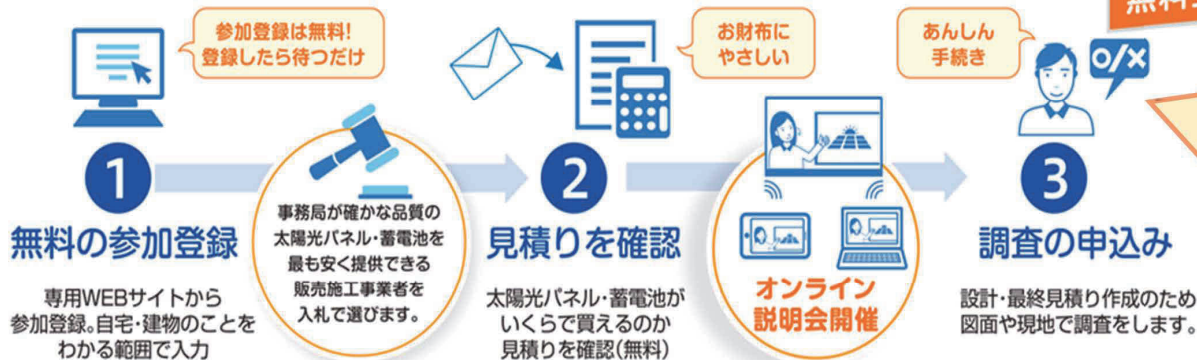 参加登録は無料!
登録したら待つだけ
1
無料の参加登録
専用WEBサイトから
参加登録。自宅・建物のことを
わかる範囲で入力
事務局が確かな品質の
太陽光パネル・蓄電池を
最も安く提供できる
販売施工事業者を
入札で選びます。
お財布に
やさしい
2
見積りを確認
太陽光パネル・蓄電池が
いくらで買えるのか
見積りを確認(無料)
オンライン
説明会開催
あんしん
手続き
O/X
3
調査の申込み
設計・最終見積り作成のため
図面や現地で調査をします。
無料